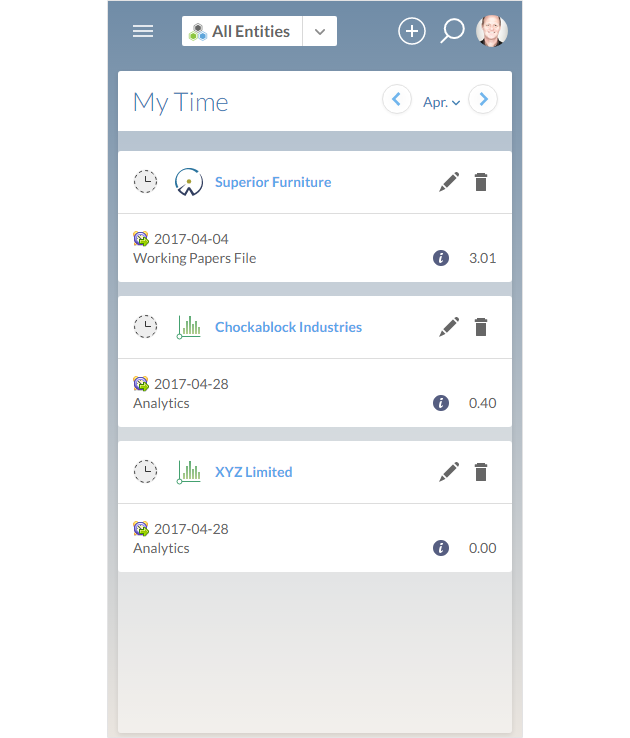 All Entities
My Time
Apr.
Superior Furniture
2017-04-04
Working Papers File
3.01
Chockablock Industries
2017-04-28
Analytics
0.40
XYZ Limited
2017-04-28
Analytics
0.00